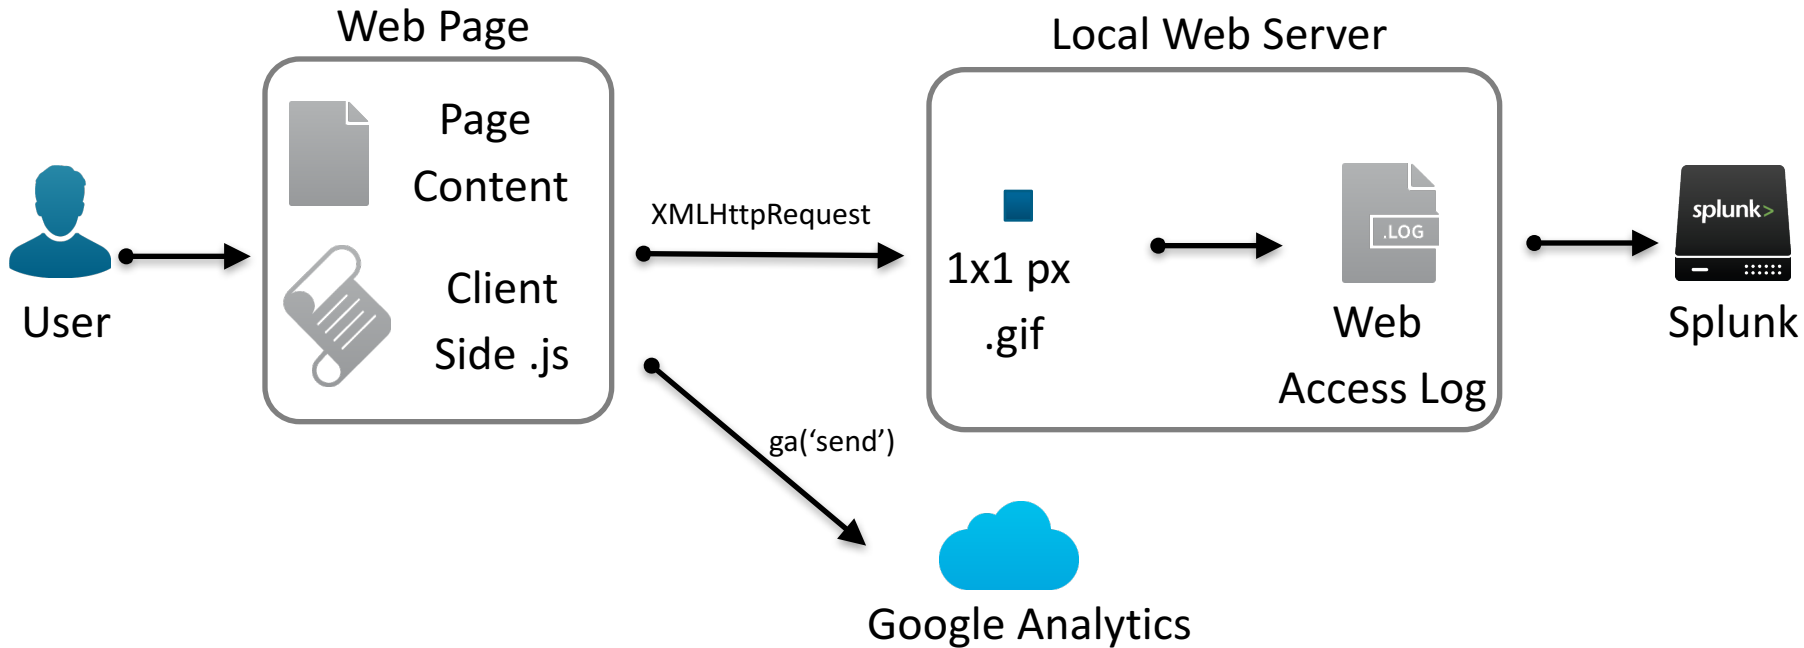 Web Page
Local Web Server
Page
Content
Client
Side .js
User
XMLHttpRequest
ga(‘send’)
1x1 px
.gif
.LOG
Web
Access Log
splunk>
Splunk
Google Analytics